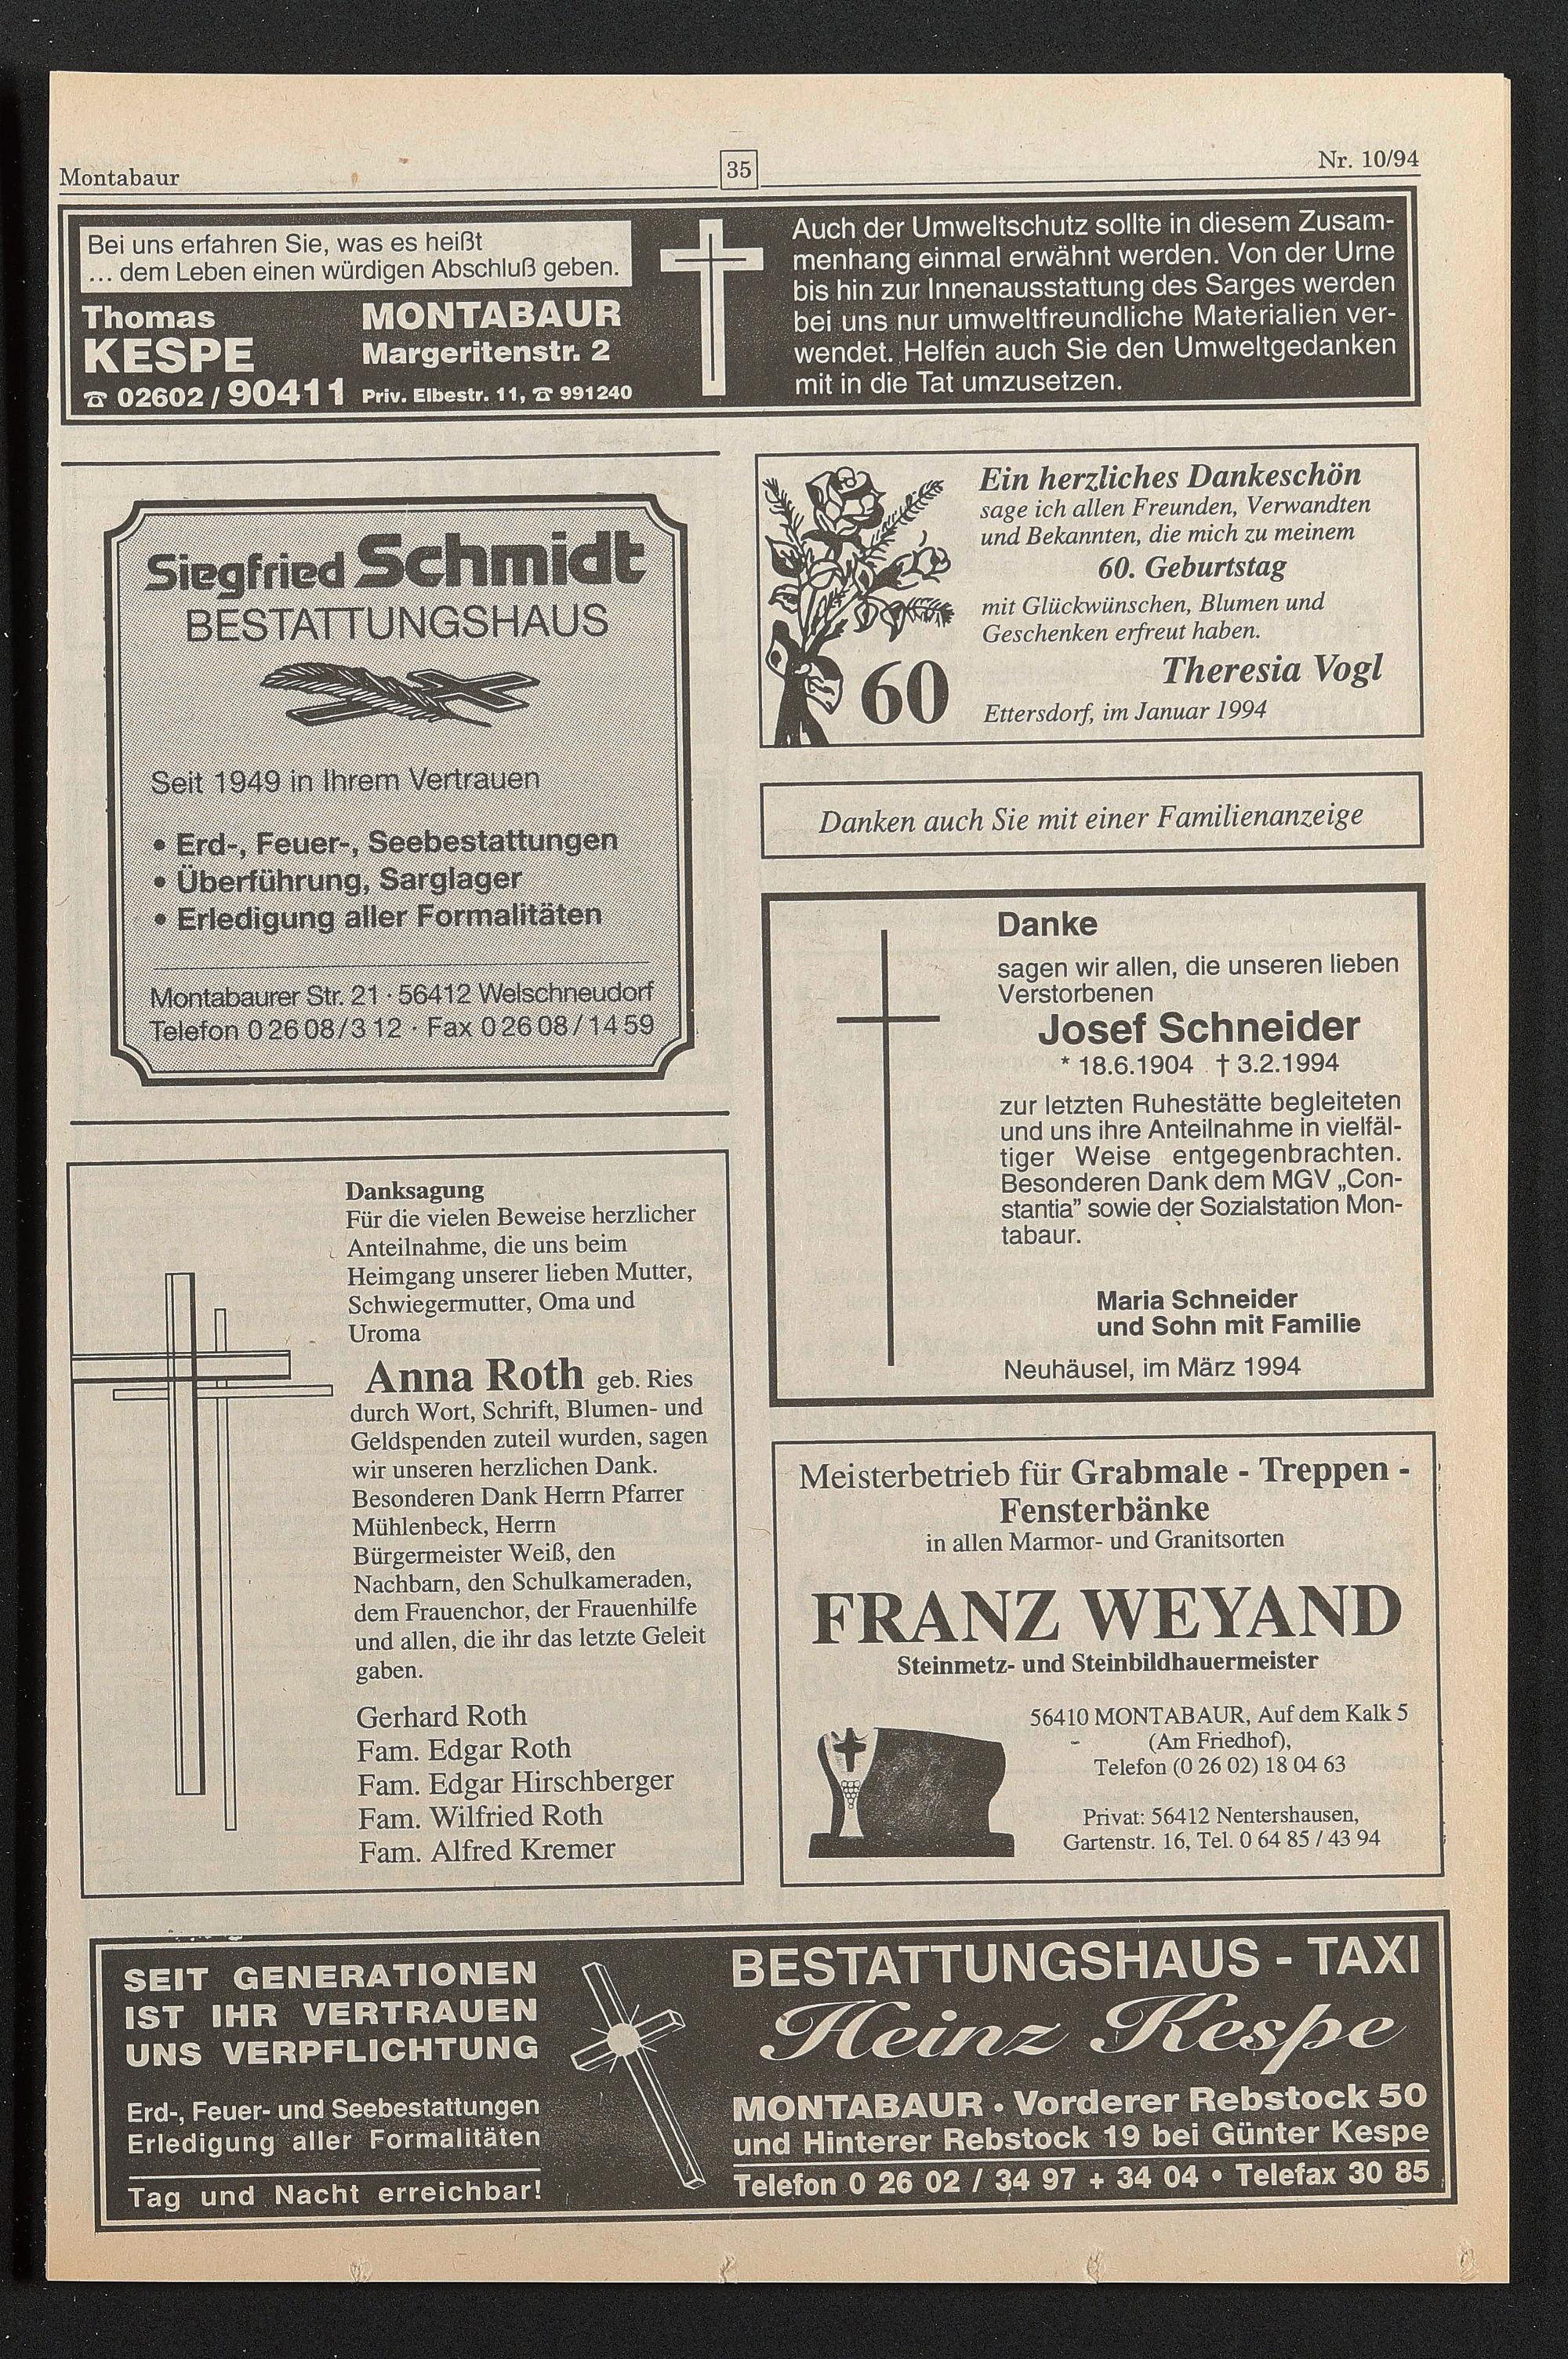 Montabaur
35
Nr. 10/94
Bei uns erfahren Sie, was es heißt
... dem Leben einen würdigen Abschluß geben.
Thomas
KESPE
☎ 02602 / 90411
MONTABAUR
Margeritenstr. 2
Priv. Elbestr. 11, ☎ 991240
Auch der Umweltschutz sollte in diesem Zusam-
menhang einmal erwähnt werden. Von der Urne
bis hin zur Innenausstattung des Sarges werden
bei uns nur umweltfreundliche Materialien ver-
wendet. Helfen auch Sie den Umweltgedanken
mit in die Tat umzusetzen.
Siegfried Schmidt
BESTATTUNGSHAUS
Seit 1949 in Ihrem Vertrauen
• Erd-, Feuer-, Seebestattungen
• Überführung, Sarglager
• Erledigung aller Formalitäten
Montabaurer Str. 21 · 56412 Welschneudorf
Telefon 0 26 08 / 3 12 · Fax 0 26 08 / 14 59
Danksagung
Für die vielen Beweise herzlicher
Anteilnahme, die uns beim
Heimgang unserer lieben Mutter,
Schwiegermutter, Oma und
Uroma
Anna Roth geb. Ries
durch Wort, Schrift, Blumen- und
Geldspenden zuteil wurden, sagen
wir unseren herzlichen Dank.
Besonderen Dank Herrn Pfarrer
Mühlenbeck, Herrn
Bürgermeister Weiß, den
Nachbarn, den Schulkameraden,
dem Frauenchor, der Frauenhilfe
und allen, die ihr das letzte Geleit
gaben.
Gerhard Roth
Fam. Edgar Roth
Fam. Edgar Hirschberger
Fam. Wilfried Roth
Fam. Alfred Kremer
Ein herzliches Dankeschön
sage ich allen Freunden, Verwandten
und Bekannten, die mich zu meinem
60. Geburtstag
mit Glückwünschen, Blumen und
Geschenken erfreut haben.
Theresia Vogl
60
Ettersdorf, im Januar 1994
Danken auch Sie mit einer Familienanzeige
Danke
sagen wir allen, die unseren lieben
Verstorbenen
Josef Schneider
* 18.6.1904 † 3.2.1994
zur letzten Ruhestätte begleiteten
und uns ihre Anteilnahme in vielfäl-
tiger Weise entgegenbrachten.
Besonderen Dank dem MGV „Con-
stantia” sowie der Sozialstation Mon-
tabaur.
Maria Schneider
und Sohn mit Familie
Neuhäusel, im März 1994
Meisterbetrieb für Grabmale - Treppen -
Fensterbänke
in allen Marmor- und Granitsorten
FRANZ WEYAND
Steinmetz- und Steinbildhauermeister
56410 MONTABAUR, Auf dem Kalk 5
(Am Friedhof),
Telefon (0 26 02) 18 04 63
Privat: 56412 Nentershausen,
Gartenstr. 16, Tel. 0 64 85 / 43 94
SEIT GENERATIONEN
IST IHR VERTRAUEN
UNS VERPFLICHTUNG
Erd-, Feuer- und Seebestattungen
Erledigung aller Formalitäten
Tag und Nacht erreichbar!
BESTATTUNGSHAUS - TAXI
Heinz Kespe
MONTABAUR • Vorderer Rebstock 50
und Hinterer Rebstock 19 bei Günter Kespe
Telefon 0 26 02 / 34 97 + 34 04 • Telefax 30 85